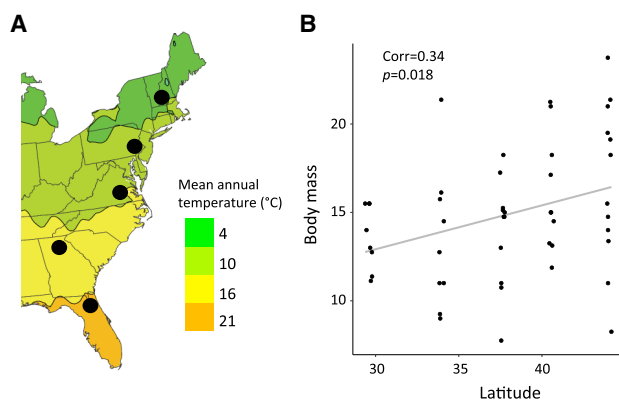 A
Mean annual
temperature (°C)
4
10
16
21
B
Corr=0.34
p=0.018
Body mass
20
15
10
30
35
40
Latitude